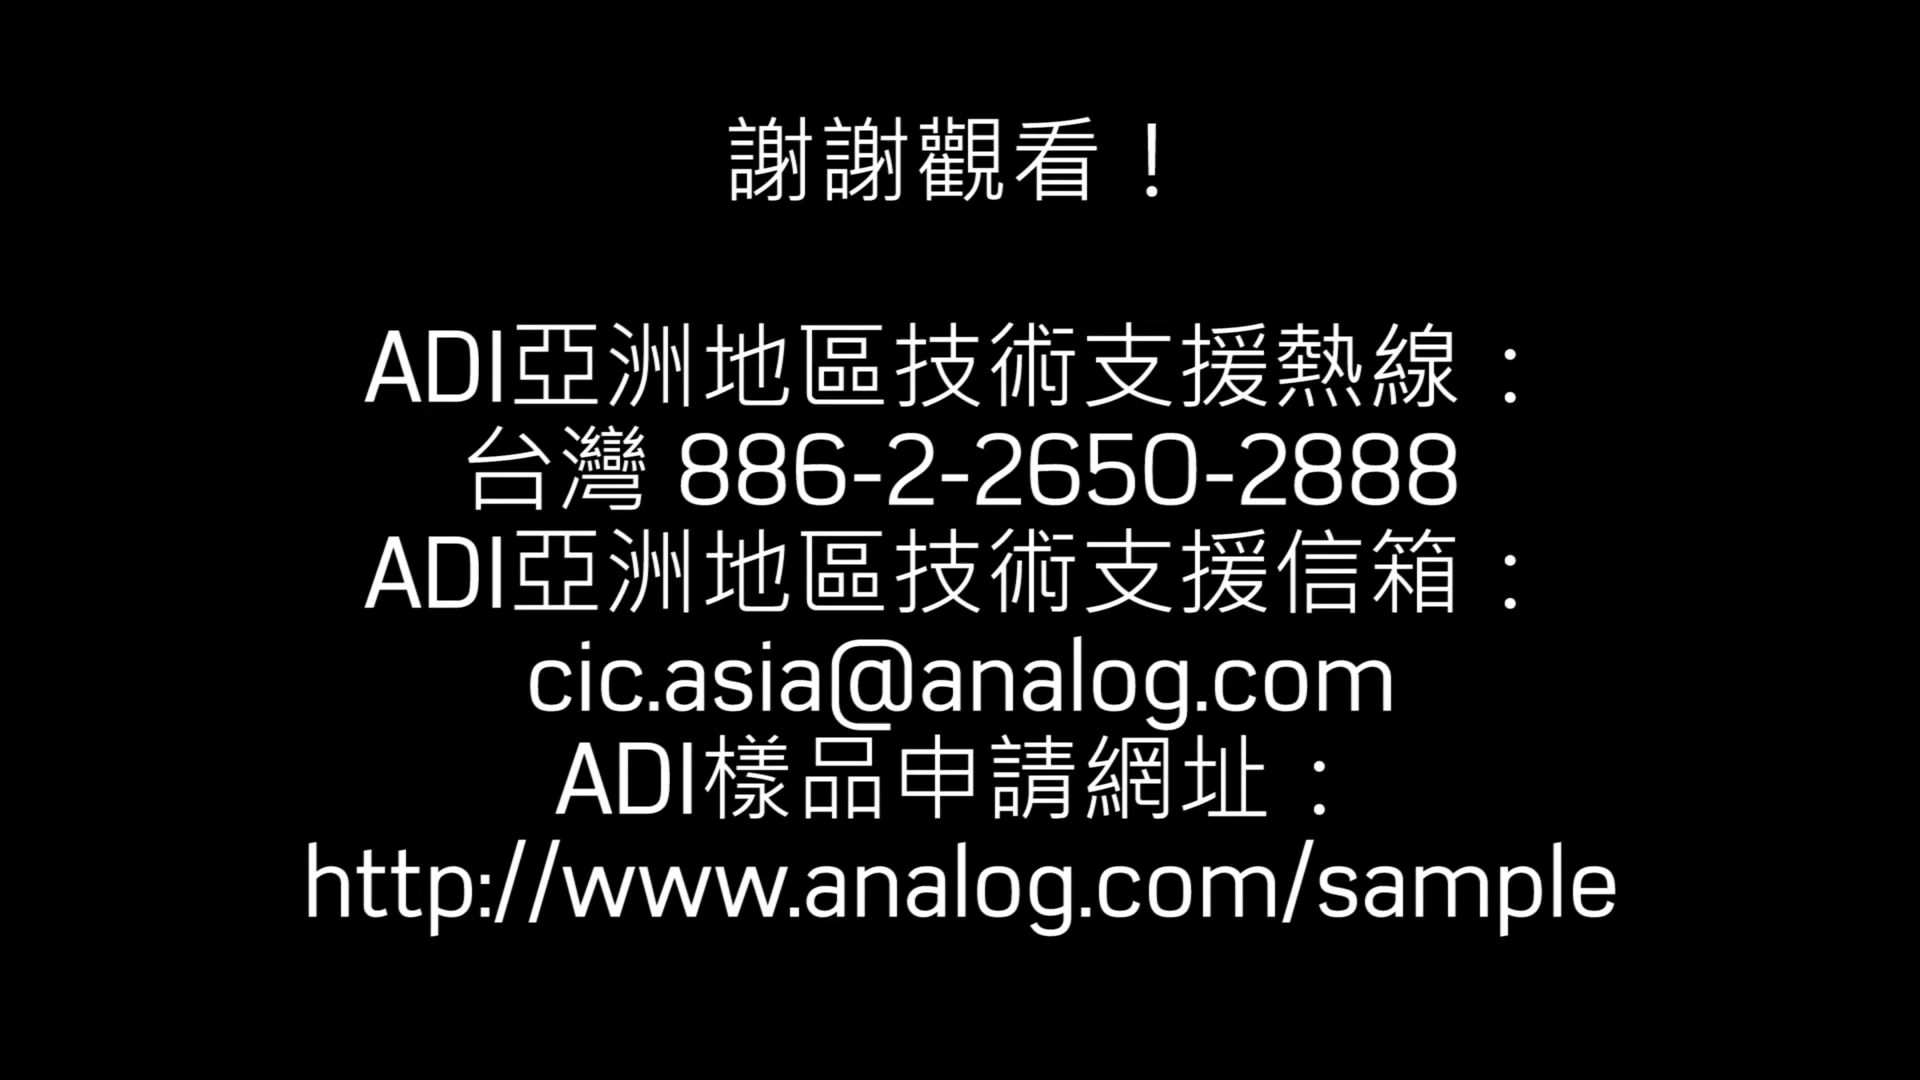 謝謝觀看！
ADI亞洲地區技術支援熱線：
台灣 886-2-2650-2888
ADI亞洲地區技術支援信箱：
cic.asia@analog.com
ADI樣品申請網址：
http://www.analog.com/sample